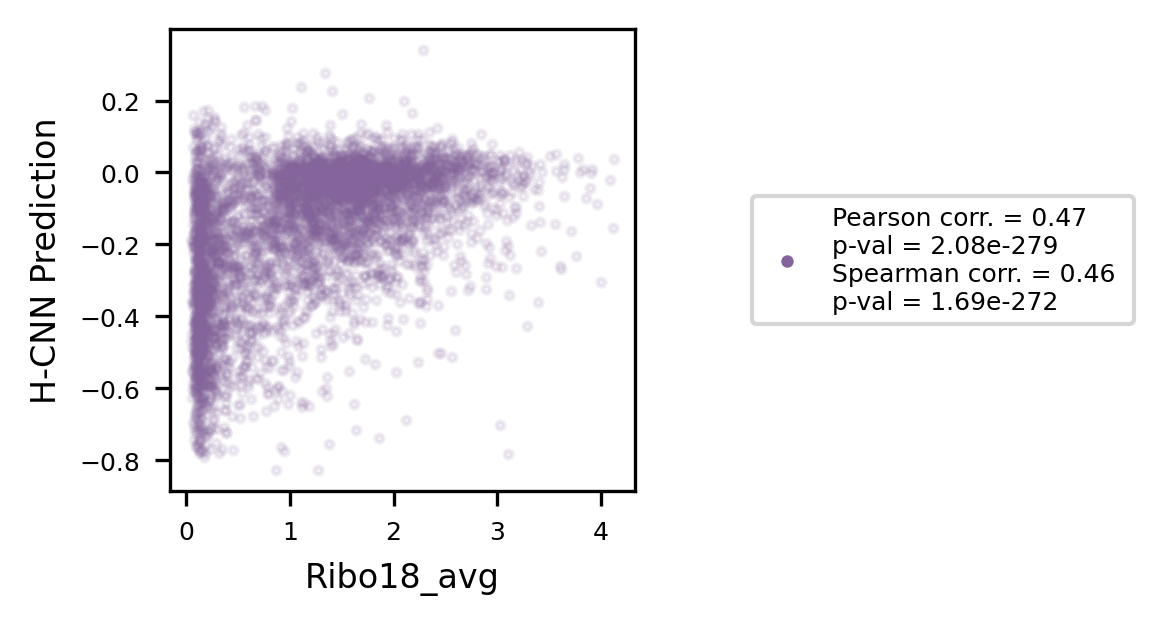 H-CNN Prediction
0.2
0.0
−0.2
−0.4
−0.6
−0.8
0 1 2 3 4
Ribo18_avg
Pearson corr. = 0.47
p-val = 2.08e-279
Spearman corr. = 0.46
p-val = 1.69e-272